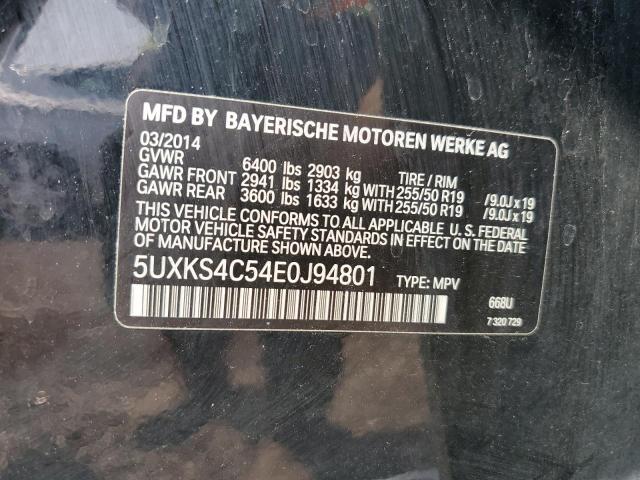 MFD BY BAYERISCHE MOTOREN WERKE AG
03/2014
GVWR 6400 lbs 2903 kg TIRE / RIM
GAWR FRONT 2941 lbs 1334 kg WITH 255/50 R19 /9.0J x 19
GAWR REAR 3600 lbs 1633 kg WITH 255/50 R19 /9.0J x 19
THIS VEHICLE CONFORMS TO ALL APPLICABLE U.S. FEDERAL
MOTOR VEHICLE SAFETY STANDARDS IN EFFECT ON THE DATE OF
MANUFACTURE SHOWN ABOVE.
5UXKS4C54E0J94801 TYPE: MPV
668U
7 320 729